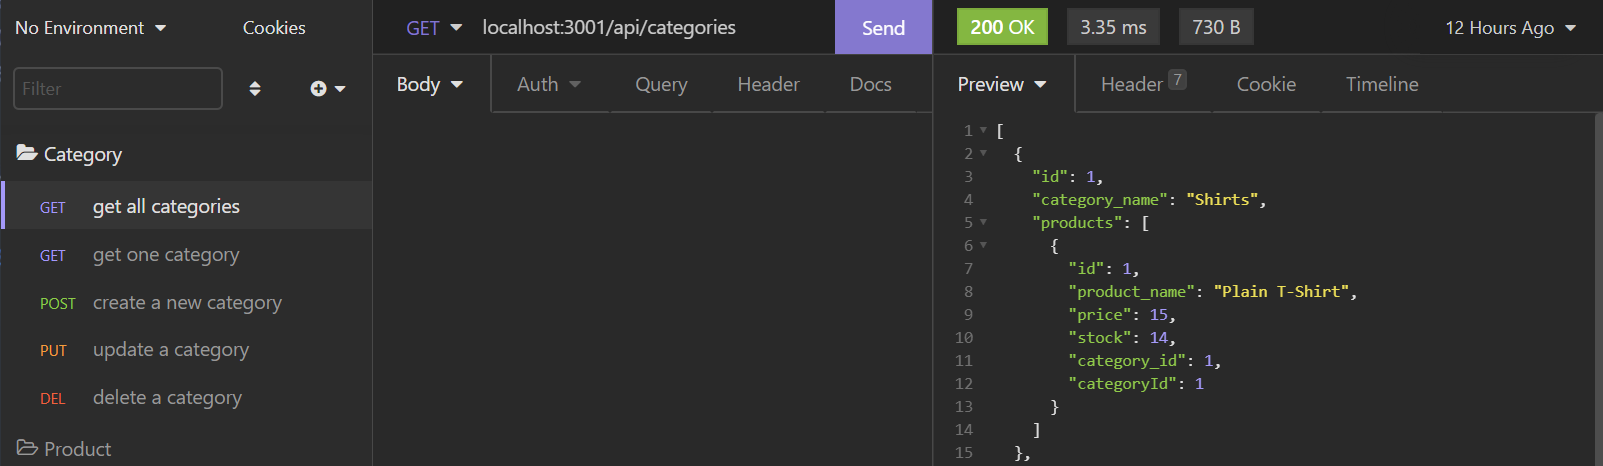 No Environment
Cookies
Filter
Category
GET get all categories
GET get one category
POST create a new category
PUT update a category
DEL delete a category
Product
GET localhost:3001/api/categories Send
Body Auth Query Header Docs
200 OK 3.35 ms 730 B 12 Hours Ago
Preview Header 7 Cookie Timeline
1 [
2 {
3 "id": 1,
4 "category_name": "Shirts",
5 "products": [
6 {
7 "id": 1,
8 "product_name": "Plain T-Shirt",
9 "price": 15,
10 "stock": 14,
11 "category_id": 1,
12 "categoryId": 1
13 }
14 ]
15 },